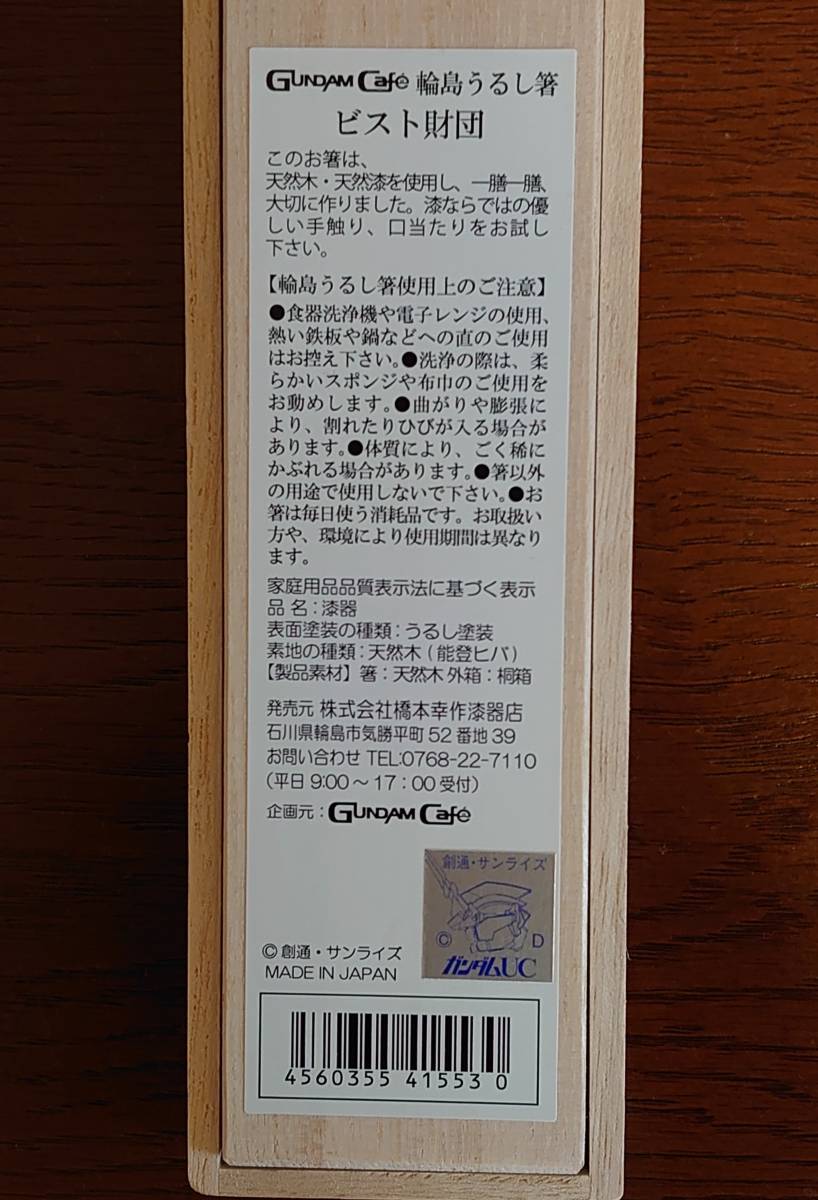 GUNDAM Café 輪島うるし箸
ビスト財団
このお箸は、
天然木・天然漆を使用し、一膳一膳、
大切に作りました。漆ならではの優
しい手触り、口当たりをお試し
下さい。
【輪島うるし箸使用上のご注意】
●食器洗浄機や電子レンジの使用、
熱い鉄板や鍋などへの直のご使用
はお控え下さい。●洗浄の際は、柔
らかいスポンジや布巾のご使用を
お勧めします。●曲がりや膨張に
より、割れたりひびが入る場合が
あります。●体質により、ごく稀に
かぶれる場合があります。●箸以外
の用途で使用しないで下さい。●お
箸は毎日使う消耗品です。お取扱い
方や、環境により使用期間は異なり
ます。
家庭用品品質表示法に基づく表示
品 名：漆器
表面塗装の種類：うるし塗装
素地の種類：天然木(能登ヒバ)
【製品素材】箸：天然木 外箱：桐箱
発売元 株式会社橋本幸作漆器店
石川県輪島市気勝平町 52 番地 39
お問い合わせ TEL:0768-22-7110
(平日 9:00～17:00 受付)
企画元：GUNDAM Café
創通・サンライズ
© D
ガンダムUC
© 創通・サンライズ
MADE IN JAPAN
4560355 415530